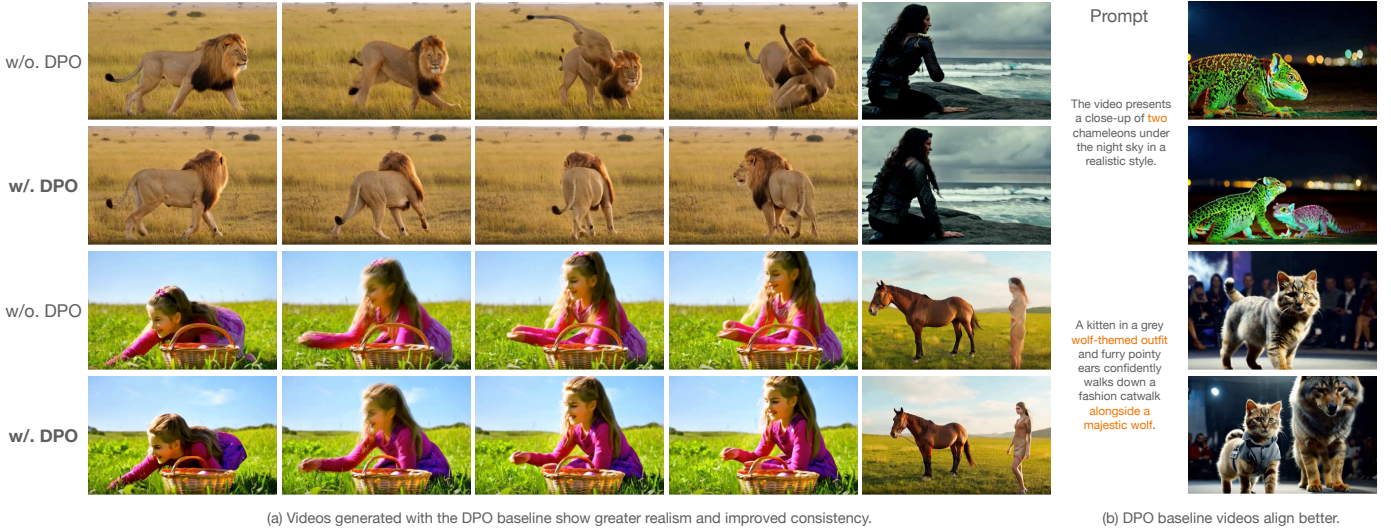 w/o. DPO
w/. DPO
w/o. DPO
w/. DPO
(a) Videos generated with the DPO baseline show greater realism and improved consistency.
Prompt
The video presents
a close-up of two
chameleons under
the night sky in a
realistic style.
A kitten in a grey
wolf-themed outfit
and furry pointy
ears confidently
walks down a
fashion catwalk
alongside a
majestic wolf.
(b) DPO baseline videos align better.